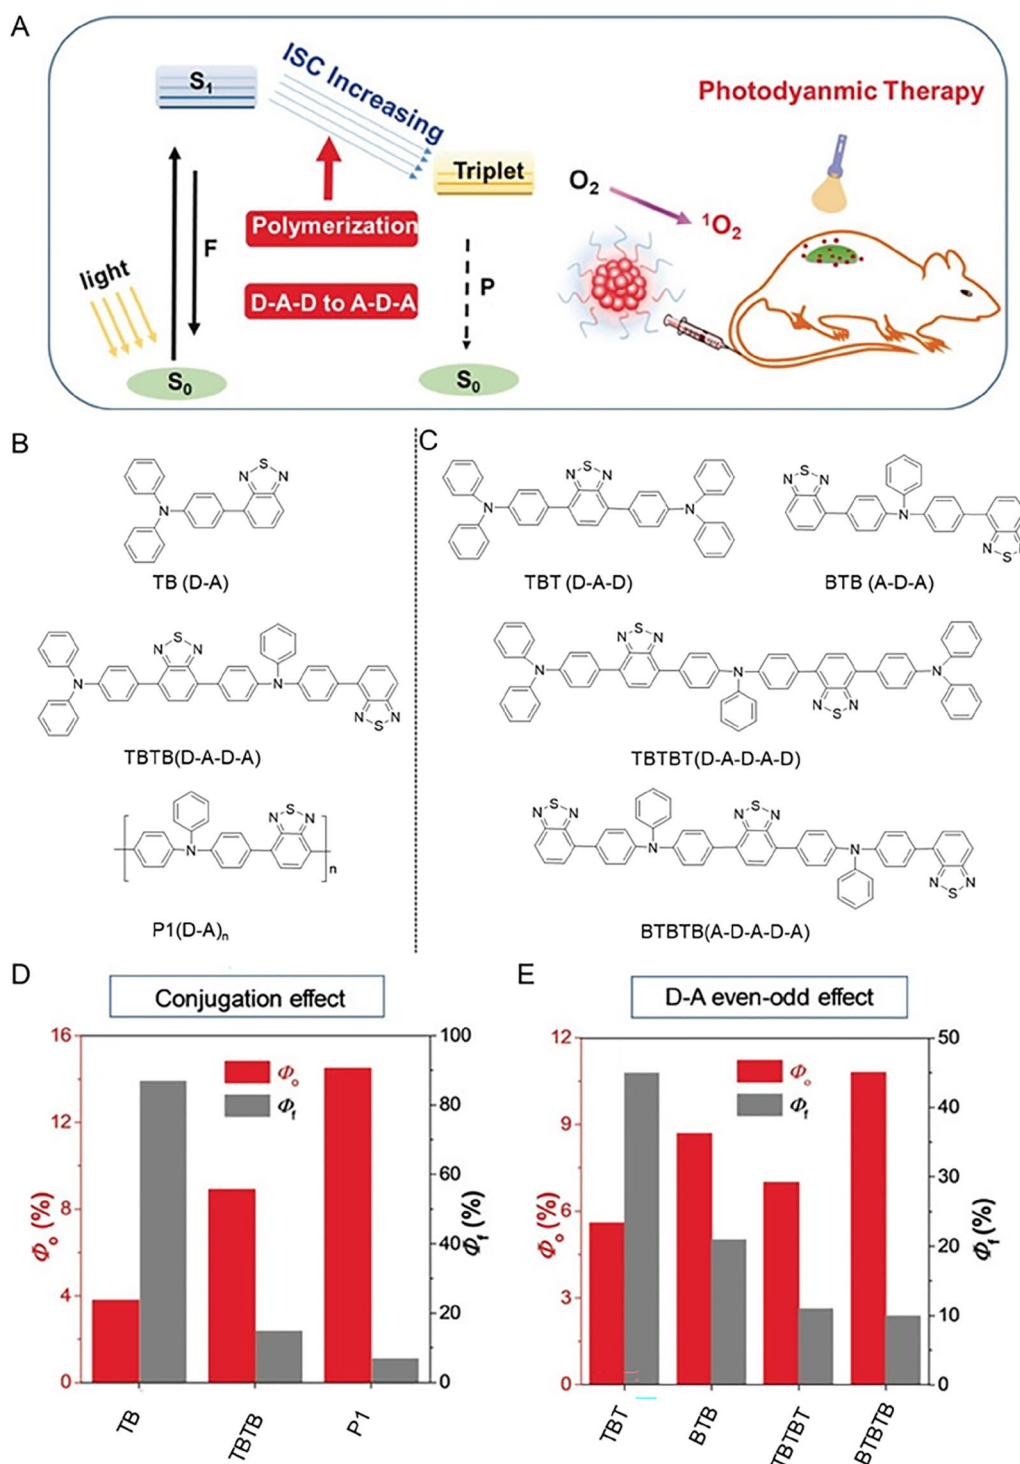 A
S₁
ISC Increasing
Photodyanmic Therapy
Triplet
O₂
¹O₂
Polymerization
light
F
P
D-A-D to A-D-A
S₀
S₀
B
C
S
N
N
N
TB (D-A)
S
N
N
N
N
TBT (D-A-D)
S
N
N
N
N
N
S
BTB (A-D-A)
S
N
N
N
N
N
N
S
TBTB(D-A-D-A)
S
N
N
N
N
N
N
N
S
TBTBT(D-A-D-A-D)
S
N
N
N
n
P1(D-A)ₙ
S
N
N
S
N
N
N
N
N
N
S
BTBTB(A-D-A-D-A)
D
Conjugation effect
16
12
8
4
0
Φₒ (%)
Φₒ
Φf
100
80
60
40
20
0
Φf (%)
TB
TBTB
P1
E
D-A even-odd effect
12
9
6
3
0
Φₒ (%)
Φₒ
Φf
50
40
30
20
10
0
Φf (%)
TBT
BTB
TBTBT
BTBTB